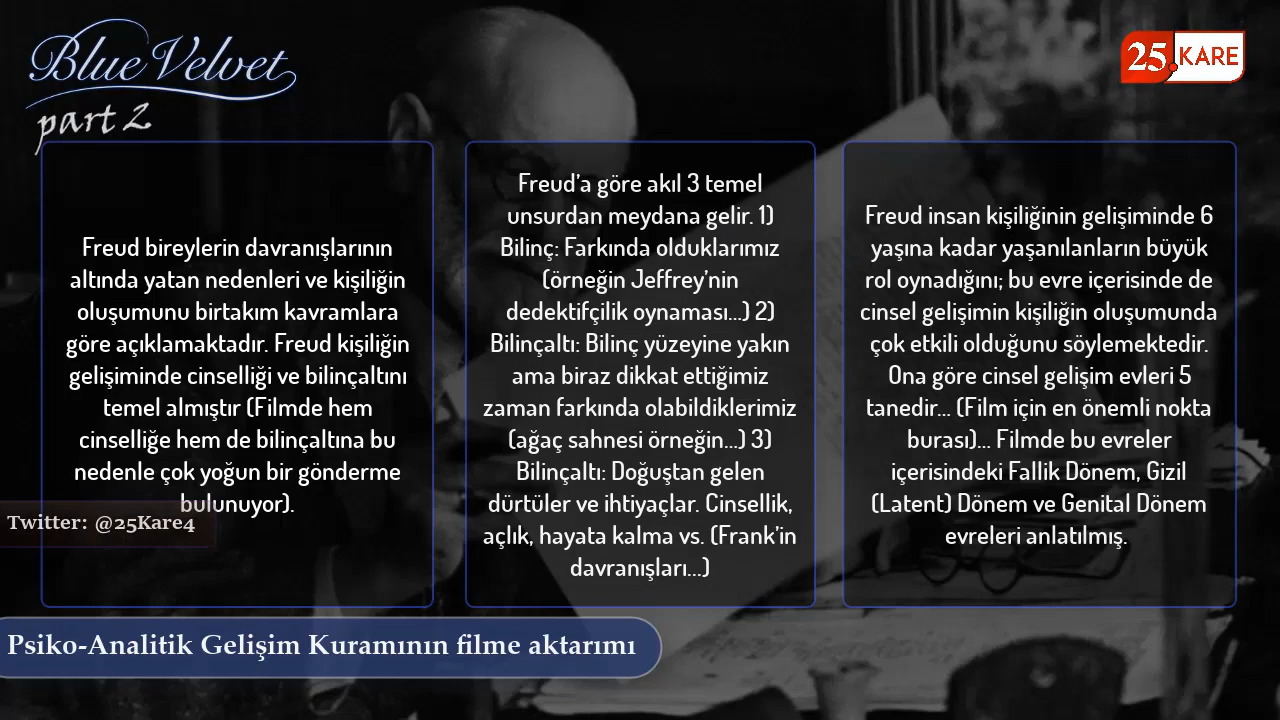 Blue Velvet
part 2
25.KARE
Freud bireylerin davranışlarının
altında yatan nedenleri ve kişiliğin
oluşumunu birtakım kavramlara
göre açıklamaktadır. Freud kişiliğin
gelişiminde cinselliği ve bilinçaltını
temel almıştır (Filmde hem
cinselliğe hem de bilinçaltına bu
nedenle çok yoğun bir gönderme
bulunuyor).
Freud’a göre akıl 3 temel
unsurdan meydana gelir. 1)
Bilinç: Farkında olduklarımız
(örneğin Jeffrey’nin
dedektifçilik oynaması...) 2)
Bilinçaltı: Bilinç yüzeyine yakın
ama biraz dikkat ettiğimiz
zaman farkında olabildiklerimiz
(ağaç sahnesi örneğin...) 3)
Bilinçaltı: Doğuştan gelen
dürtüler ve ihtiyaçlar. Cinsellik,
açlık, hayata kalma vs. (Frank’in
davranışları...)
Freud insan kişiliğinin gelişiminde 6
yaşına kadar yaşanılanların büyük
rol oynadığını; bu evre içerisinde de
cinsel gelişimin kişiliğin oluşumunda
çok etkili olduğunu söylemektedir.
Ona göre cinsel gelişim evleri 5
tanedir... (Film için en önemli nokta
burası)... Filmde bu evreler
içerisindeki Fallik Dönem, Gizil
(Latent) Dönem ve Genital Dönem
evreleri anlatılmış.
Twitter: @25Kare4
Psiko-Analitik Gelişim Kuramının filme aktarımı